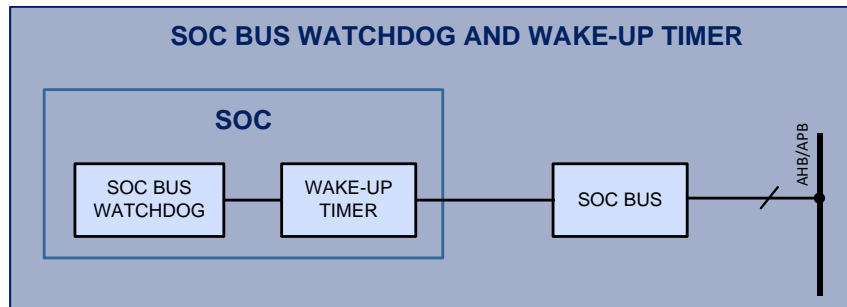 SOC BUS WATCHDOG AND WAKE-UP TIMER
SOC
SOC BUS
WATCHDOG
WAKE-UP
TIMER
SOC BUS
AHB/APB